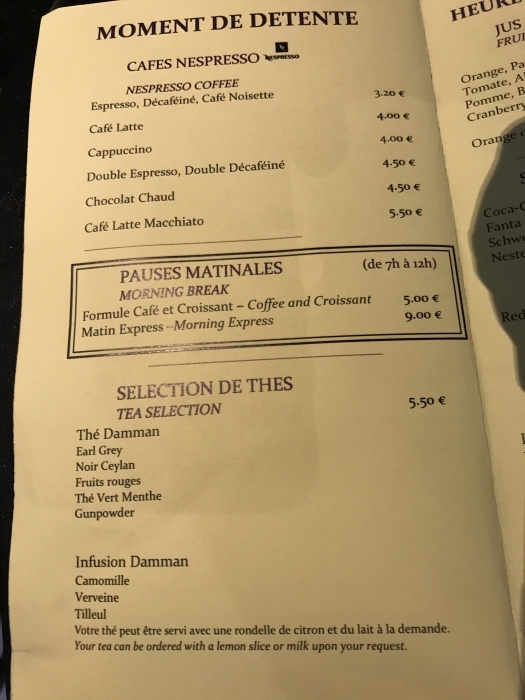 MOMENT DE DETENTE
CAFES NESPRESSO NESPRESSO
NESPRESSO COFFEE
Espresso, Décaféiné, Café Noisette 3.20 €
Café Latte 4.00 €
Cappuccino 4.00 €
Double Espresso, Double Décaféiné 4.50 €
Chocolat Chaud 4.50 €
Café Latte Macchiato 5.50 €
PAUSES MATINALES (de 7h à 12h)
MORNING BREAK
Formule Café et Croissant – Coffee and Croissant 5.00 €
Matin Express – Morning Express 9.00 €
SELECTION DE THES
TEA SELECTION 5.50 €
Thé Damman
Earl Grey
Noir Ceylan
Fruits rouges
Thé Vert Menthe
Gunpowder
Infusion Damman
Camomille
Verveine
Tilleul
Votre thé peut être servi avec une rondelle de citron et du lait à la demande.
Your tea can be ordered with a lemon slice or milk upon your request.
JUS
Orange,
Tomate,
Pomme,
Cranberry
Orange
Fanta